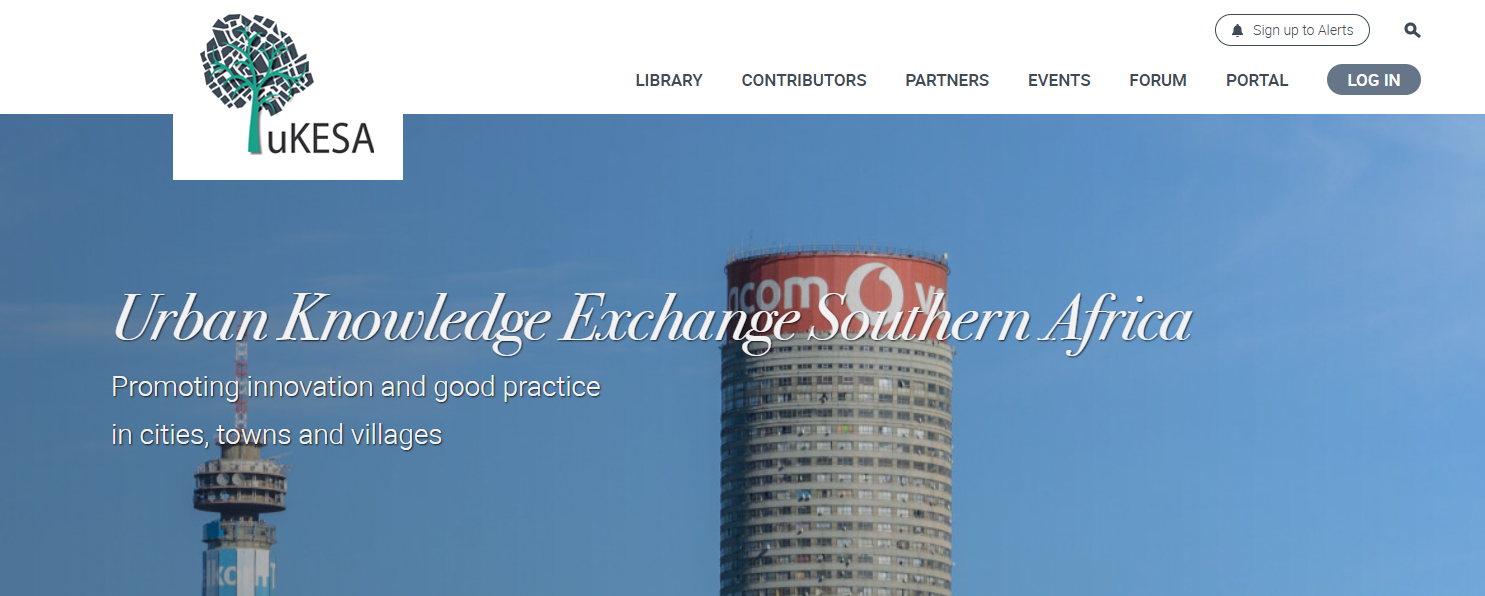 Sign up to Alerts
LIBRARY CONTRIBUTORS PARTNERS EVENTS FORUM PORTAL LOG IN
uKESA
Urban Knowledge Exchange Southern Africa
Promoting innovation and good practice
in cities, towns and villages